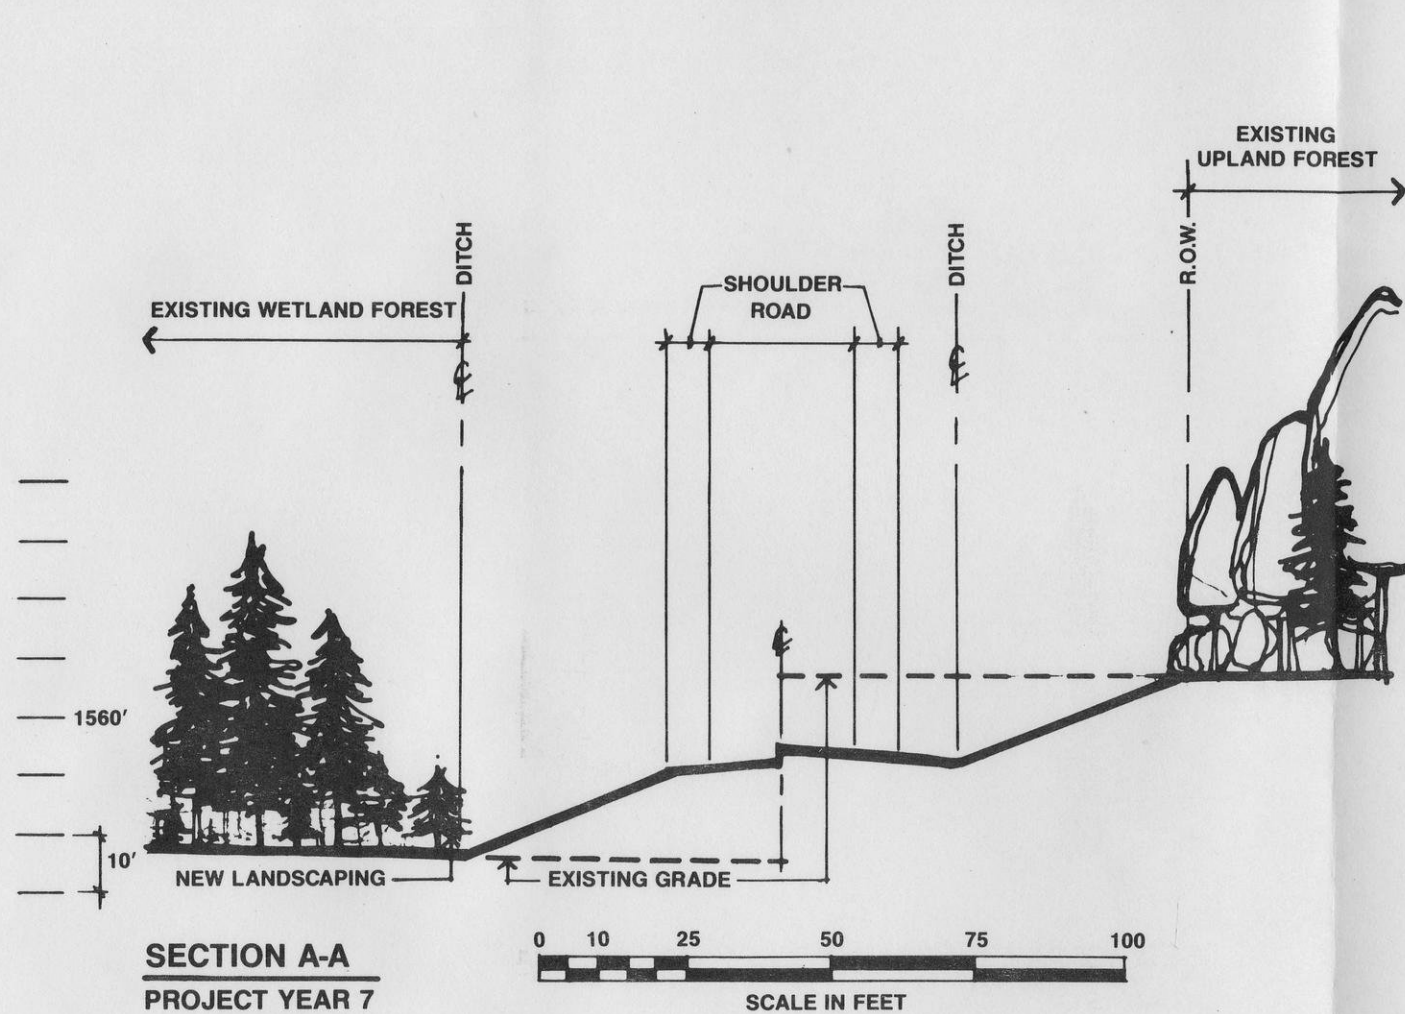 EXISTING
UPLAND FOREST
DITCH
DITCH
R.O.W.
EXISTING WETLAND FOREST
SHOULDER
ROAD
1560'
10'
NEW LANDSCAPING
EXISTING GRADE
SECTION A-A
PROJECT YEAR 7
0 10 25 50 75 100
SCALE IN FEET